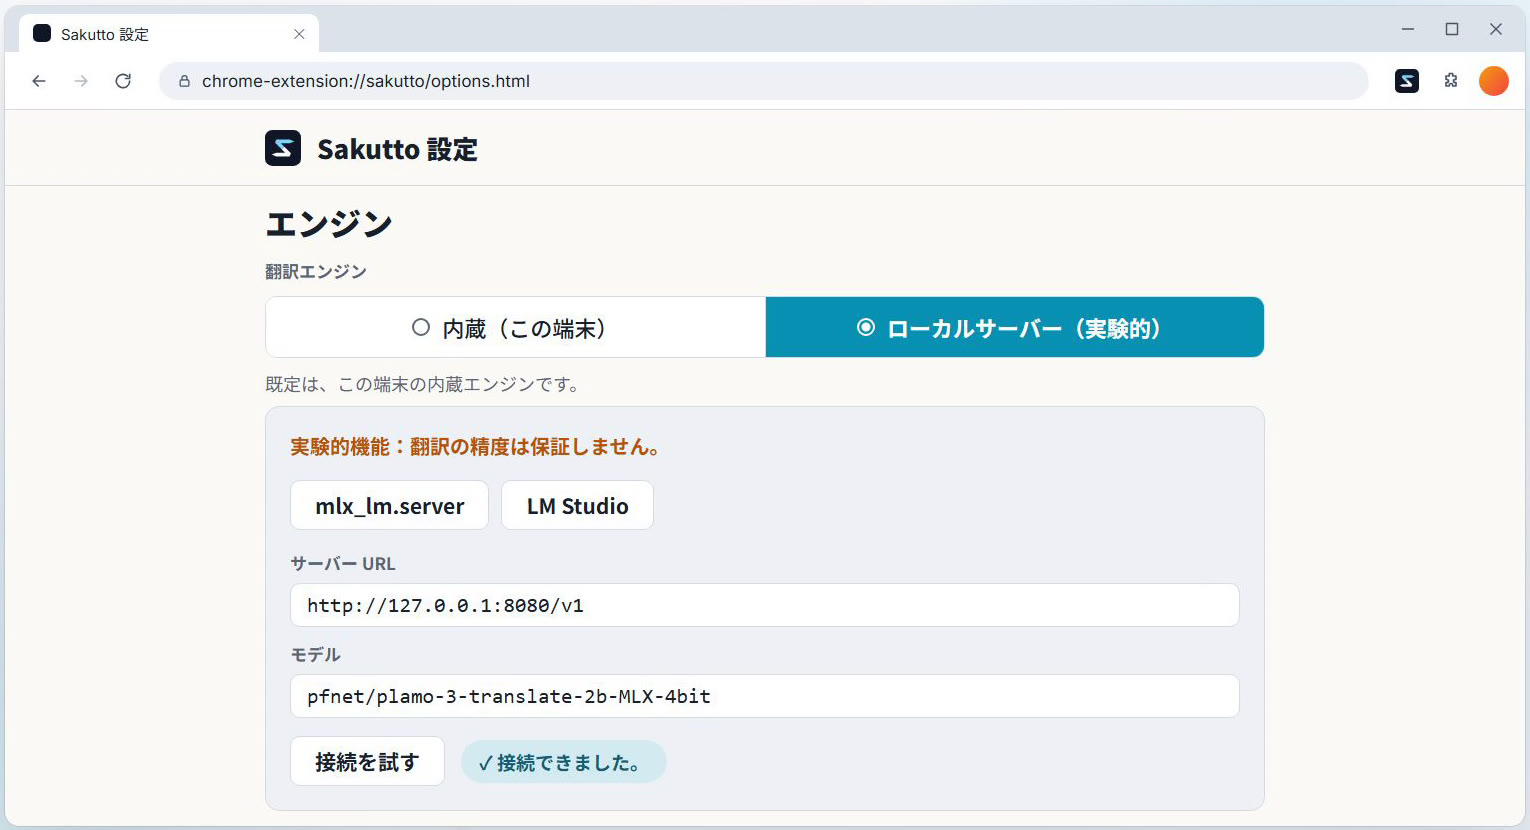 Sakutto 設定
chrome-extension://sakutto/options.html
Sakutto 設定
エンジン
翻訳エンジン
内蔵（この端末）
ローカルサーバー（実験的）
既定は、この端末の内蔵エンジンです。
実験的機能：翻訳の精度は保証しません。
mlx_lm.server
LM Studio
サーバー URL
http://127.0.0.1:8080/v1
モデル
pfnet/plamo-3-translate-2b-MLX-4bit
接続を試す
✓ 接続できました。